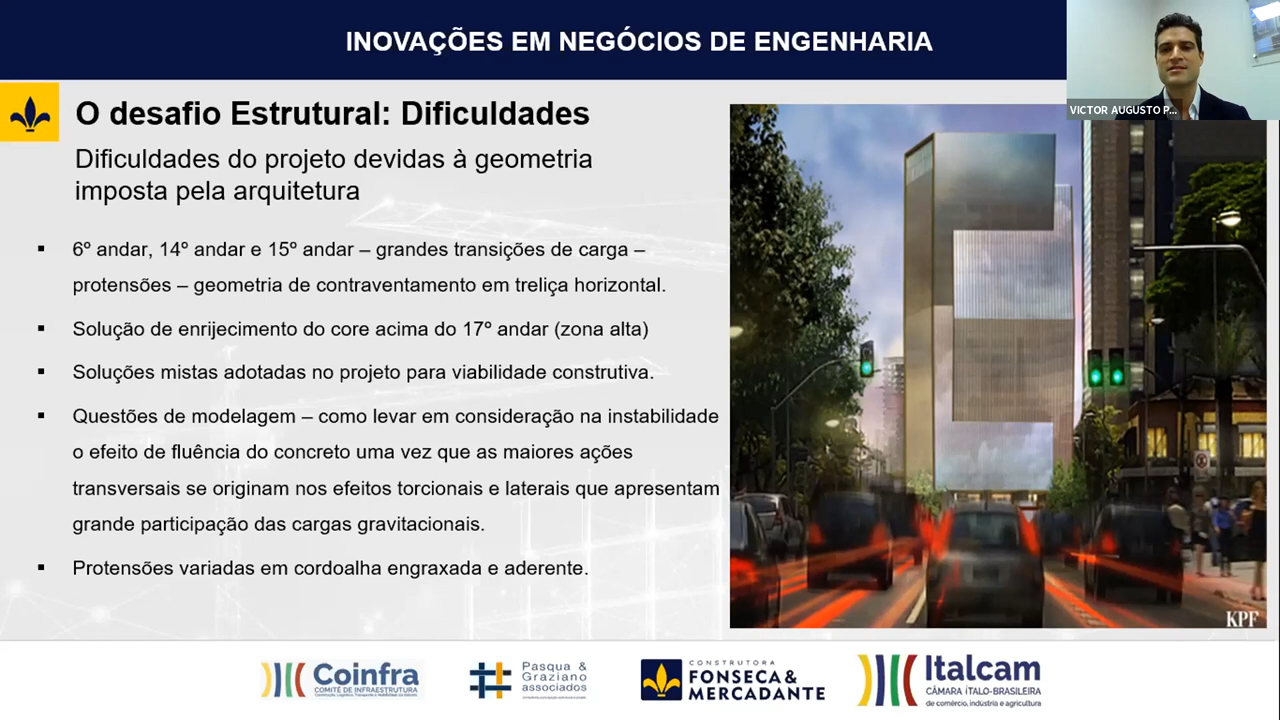 INOVAÇÕES EM NEGÓCIOS DE ENGENHARIA
VICTOR AUGUSTO P...
O desafio Estrutural: Dificuldades
Dificuldades do projeto devidas à geometria
imposta pela arquitetura
▪ 6º andar, 14º andar e 15º andar – grandes transições de carga –
protensões – geometria de contraventamento em treliça horizontal.
▪ Solução de enrijecimento do core acima do 17º andar (zona alta)
▪ Soluções mistas adotadas no projeto para viabilidade construtiva.
▪ Questões de modelagem – como levar em consideração na instabilidade
o efeito de fluência do concreto uma vez que as maiores ações
transversais se originam nos efeitos torcionais e laterais que apresentam
grande participação das cargas gravitacionais.
▪ Protensões variadas em cordoalha engraxada e aderente.
KPF
Coinfra
COMITÊ DE INFRAESTRUTURA
Pasqua &
Graziano
associados
CONSTRUTORA
FONSECA &
MERCADANTE
Italcam
CÂMARA ÍTALO-BRASILEIRA
de comércio, indústria e agricultura